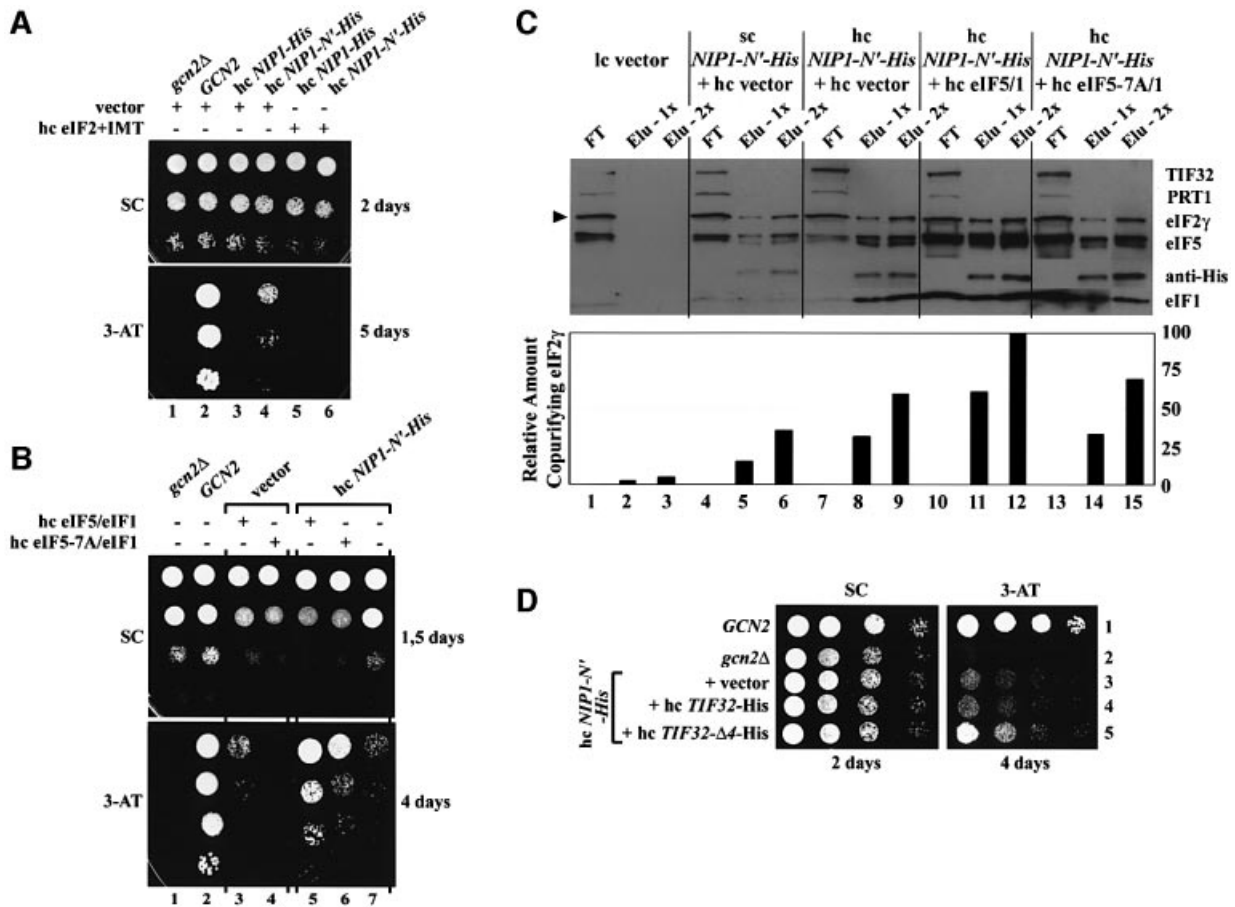 A
gcn2Δ
GCN2
hc NIP1-His
hc NIP1-N'-His
hc NIP1-His
hc NIP1-N'-His
vector + + + + - -
hc eIF2+IMT - - - - + +
SC
2 days
3-AT
5 days
1 2 3 4 5 6
B
gcn2Δ
GCN2
vector
hc NIP1-N'-His
hc eIF5/eIF1 - - + - + - -
hc eIF5-7A/eIF1 - - - + - + -
SC
1,5 days
3-AT
4 days
1 2 3 4 5 6 7
C
lc vector
sc NIP1-N'-His + hc vector
hc NIP1-N'-His + hc vector
hc NIP1-N'-His + hc eIF5/1
hc NIP1-N'-His + hc eIF5-7A/1
FT Elu - 1x Elu - 2x FT Elu - 1x Elu - 2x FT Elu - 1x Elu - 2x FT Elu - 1x Elu - 2x FT Elu - 1x Elu - 2x
TIF32
PRT1
eIF2γ
eIF5
anti-His
eIF1
Relative Amount
Copurifying eIF2γ
100
75
50
25
0
1 2 3 4 5 6 7 8 9 10 11 12 13 14 15
D
SC 3-AT
GCN2 1
gcn2Δ 2
hc NIP1-N'
-His
+ vector 3
+ hc TIF32-His 4
+ hc TIF32-Δ4-His 5
2 days 4 days